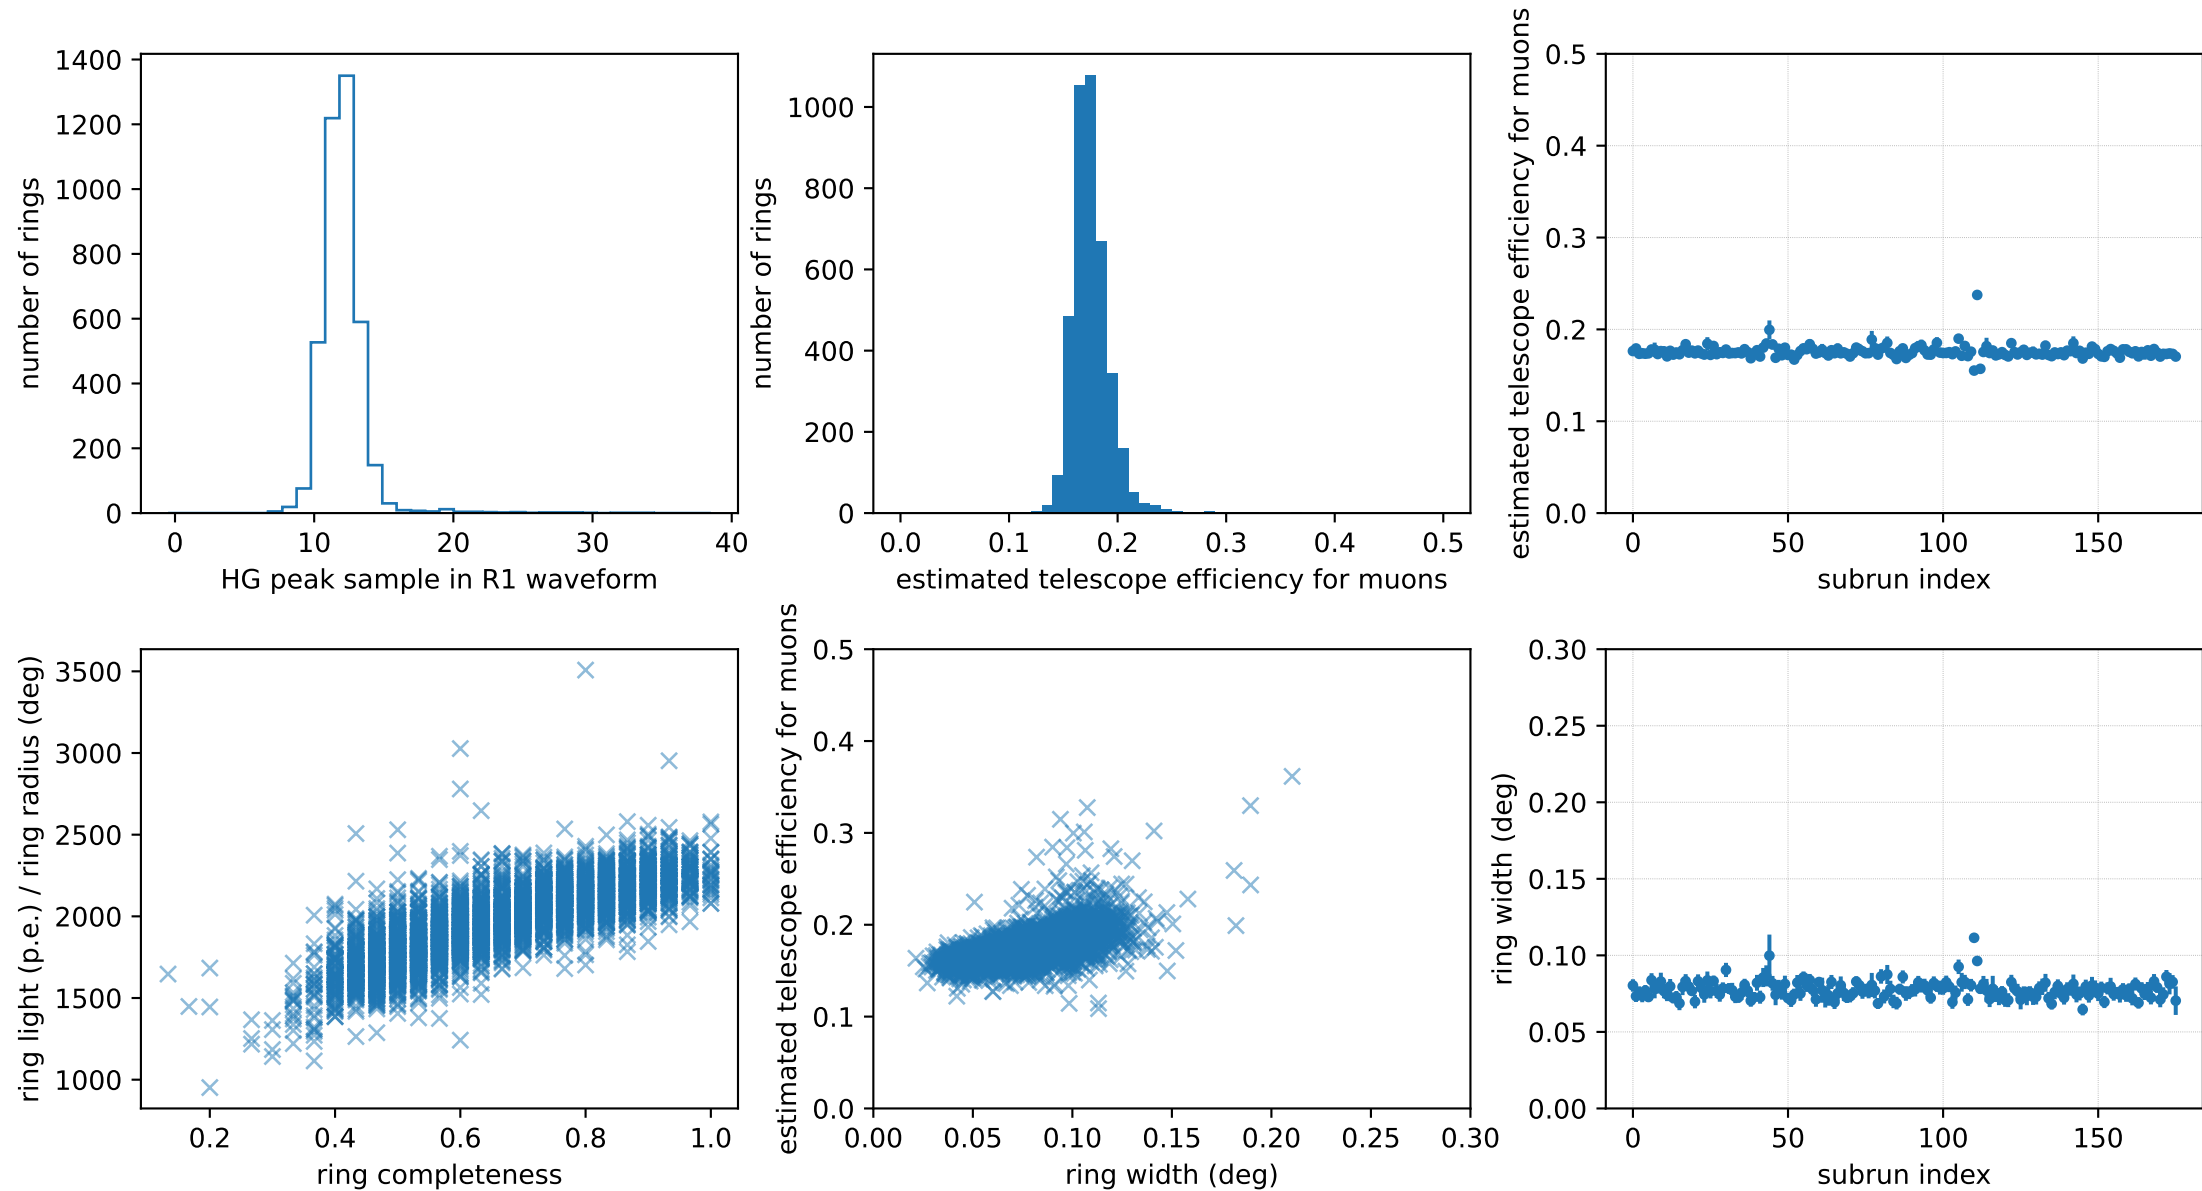 number of rings
1400
1200
1000
800
600
400
200
0
0 10 20 30 40
HG peak sample in R1 waveform
number of rings
1000
800
600
400
200
0
0.0 0.1 0.2 0.3 0.4 0.5
estimated telescope efficiency for muons
estimated telescope efficiency for muons
0.5
0.4
0.3
0.2
0.1
0.0
0 50 100 150
subrun index
ring light (p.e.) / ring radius (deg)
3500
3000
2500
2000
1500
1000
0.2 0.4 0.6 0.8 1.0
ring completeness
estimated telescope efficiency for muons
0.5
0.4
0.3
0.2
0.1
0.0
0.00 0.05 0.10 0.15 0.20 0.25 0.30
ring width (deg)
ring width (deg)
0.30
0.25
0.20
0.15
0.10
0.05
0.00
0 50 100 150
subrun index